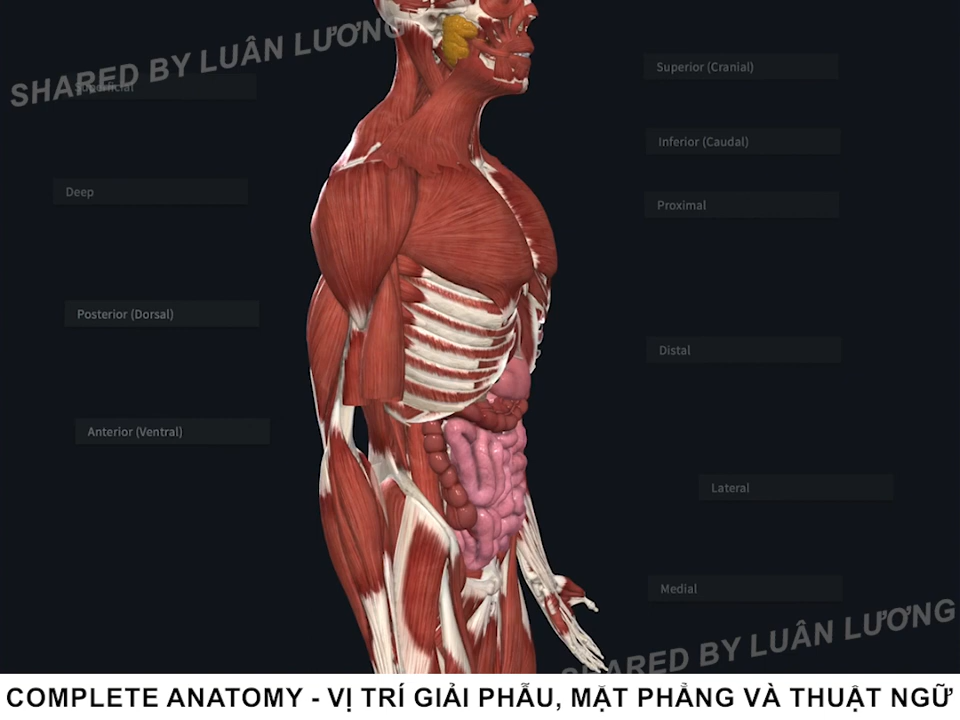 SHARED BY LUÂN LƯƠNG
Superficial
Deep
Posterior (Dorsal)
Anterior (Ventral)
Superior (Cranial)
Inferior (Caudal)
Proximal
Distal
Lateral
Medial
SHARED BY LUÂN LƯƠNG
COMPLETE ANATOMY - VỊ TRÍ GIẢI PHẪU, MẶT PHẲNG VÀ THUẬT NGỮ